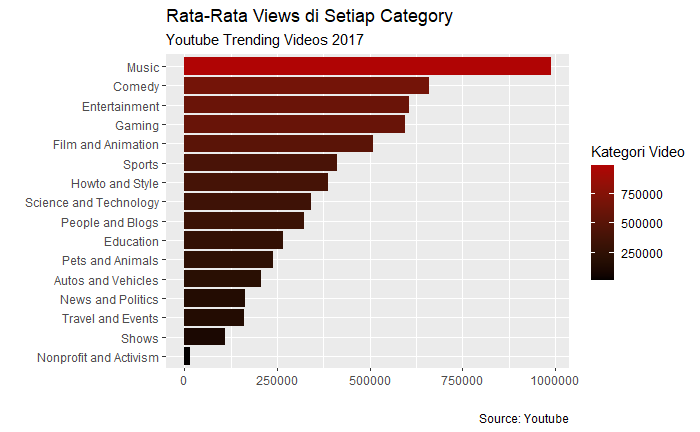 Rata-Rata Views di Setiap Category
Youtube Trending Videos 2017
Music
Comedy
Entertainment
Gaming
Film and Animation
Sports
Howto and Style
Science and Technology
People and Blogs
Education
Pets and Animals
Autos and Vehicles
News and Politics
Travel and Events
Shows
Nonprofit and Activism
0 250000 500000 750000 1000000
Kategori Video
750000
500000
250000
Source: Youtube